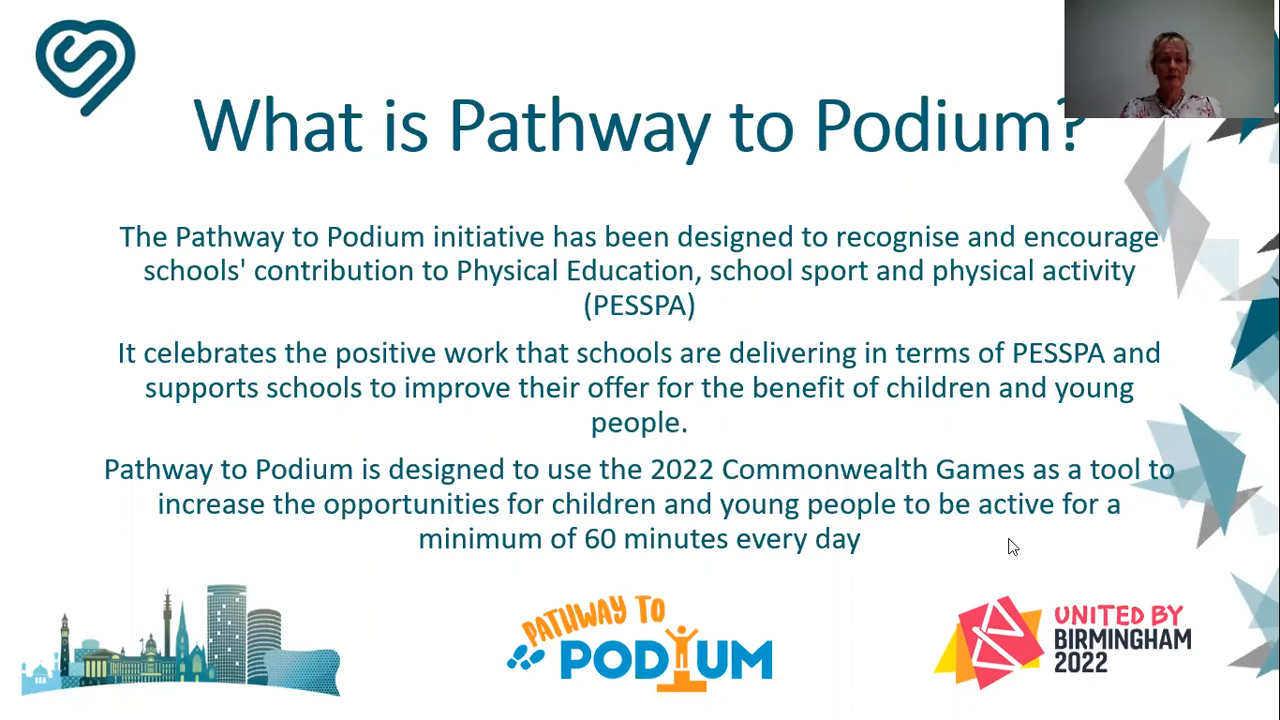 What is Pathway to Podium?
The Pathway to Podium initiative has been designed to recognise and encourage
schools' contribution to Physical Education, school sport and physical activity
(PESSPA)
It celebrates the positive work that schools are delivering in terms of PESSPA and
supports schools to improve their offer for the benefit of children and young
people.
Pathway to Podium is designed to use the 2022 Commonwealth Games as a tool to
increase the opportunities for children and young people to be active for a
minimum of 60 minutes every day
PATHWAY TO
PODIUM
UNITED BY
BIRMINGHAM
2022